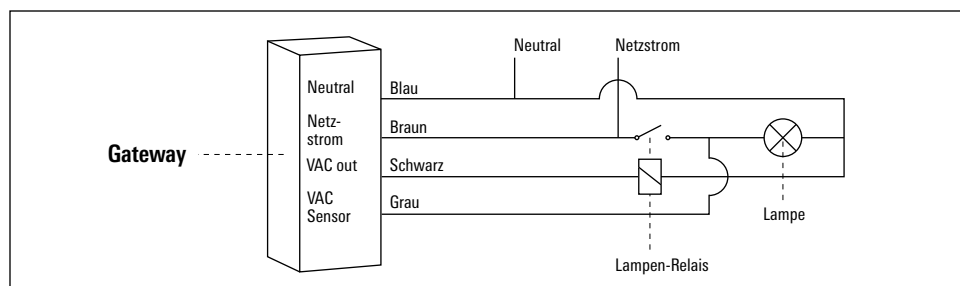 Neutral
Netzstrom
Neutral
Blau
Netz-
strom
Braun
Gateway
VAC out
Schwarz
VAC
Sensor
Grau
Lampe
Lampen-Relais